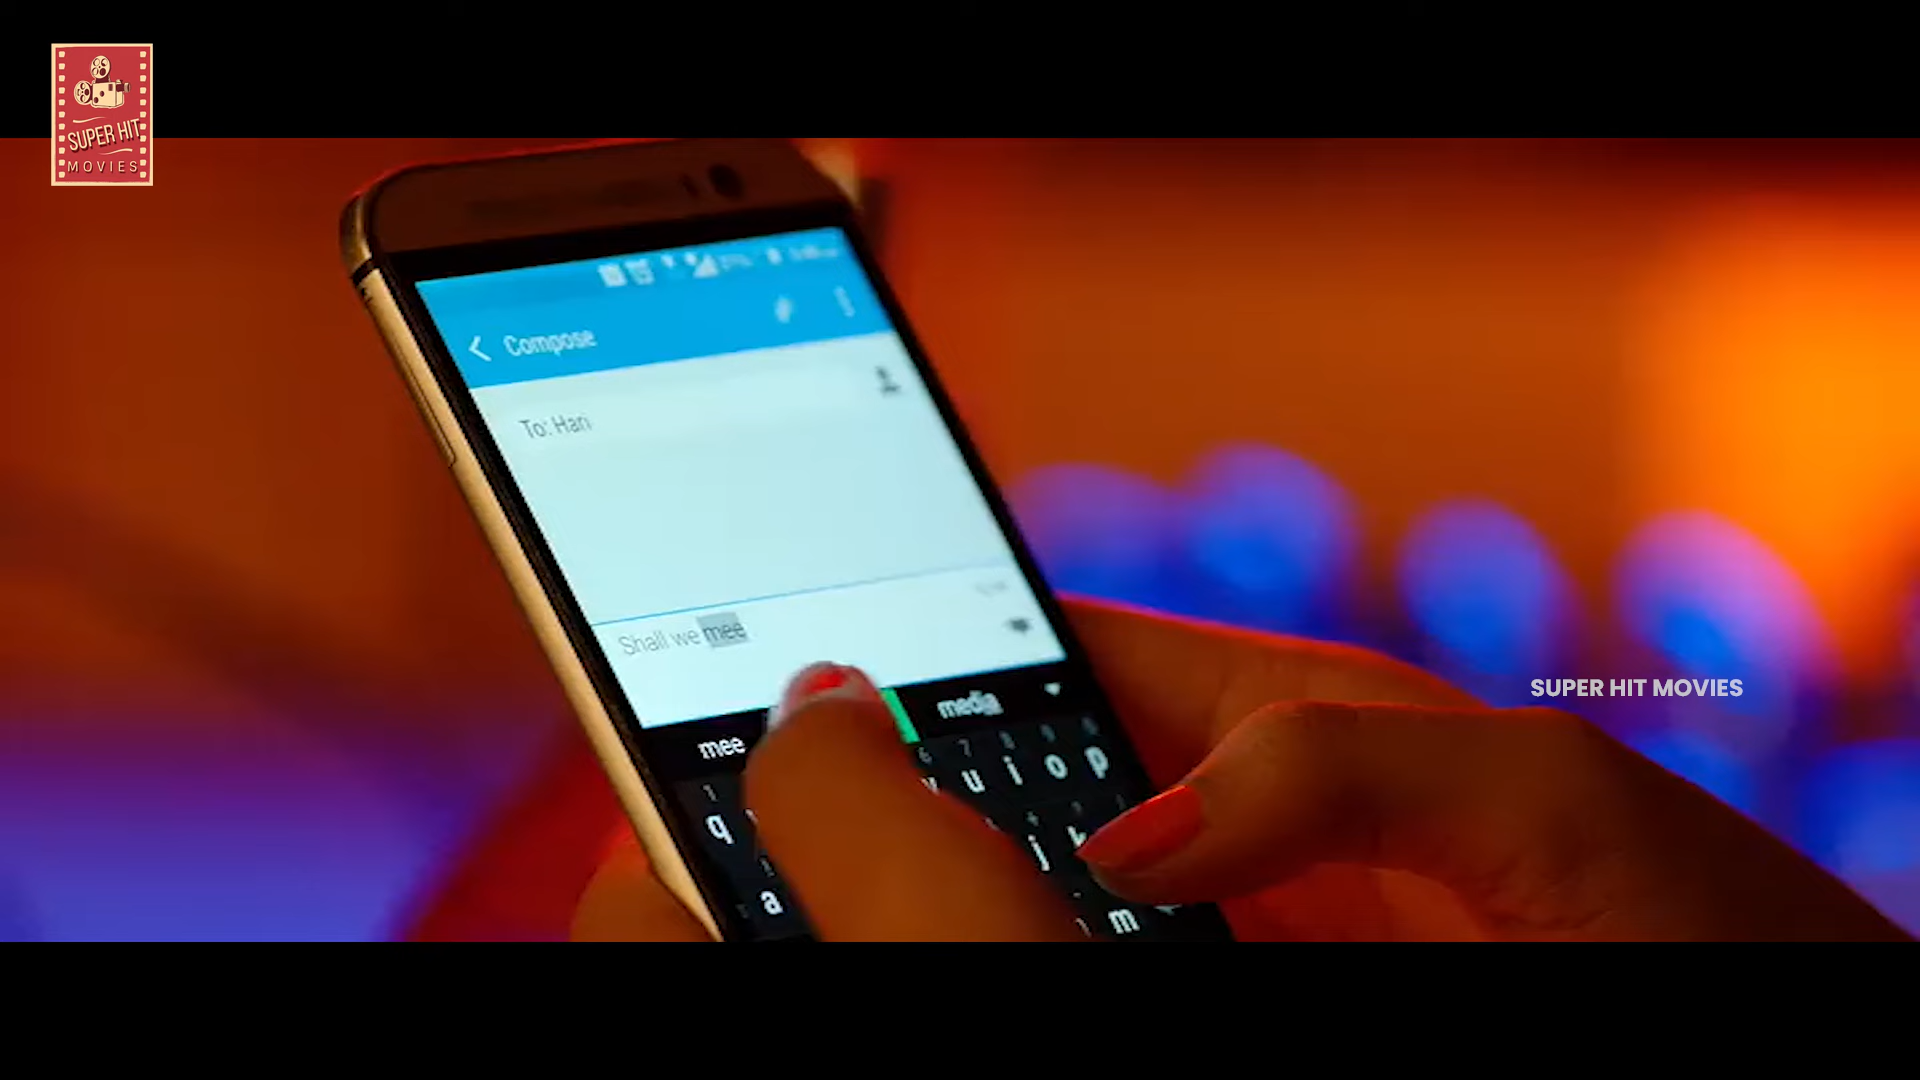 SUPER HIT
MOVIES
Compose
To: Hari
Shall we mee
mee
media
u i o p
q
j
a
m
SUPER HIT MOVIES